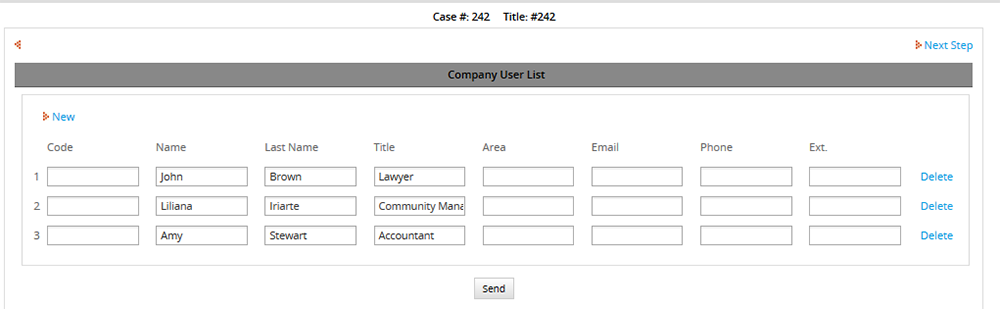 Case #: 242 Title: #242
Next Step
Company User List
New
Code Name Last Name Title Area Email Phone Ext.
1 John Brown Lawyer Delete
2 Liliana Iriarte Community Mana Delete
3 Amy Stewart Accountant Delete
Send